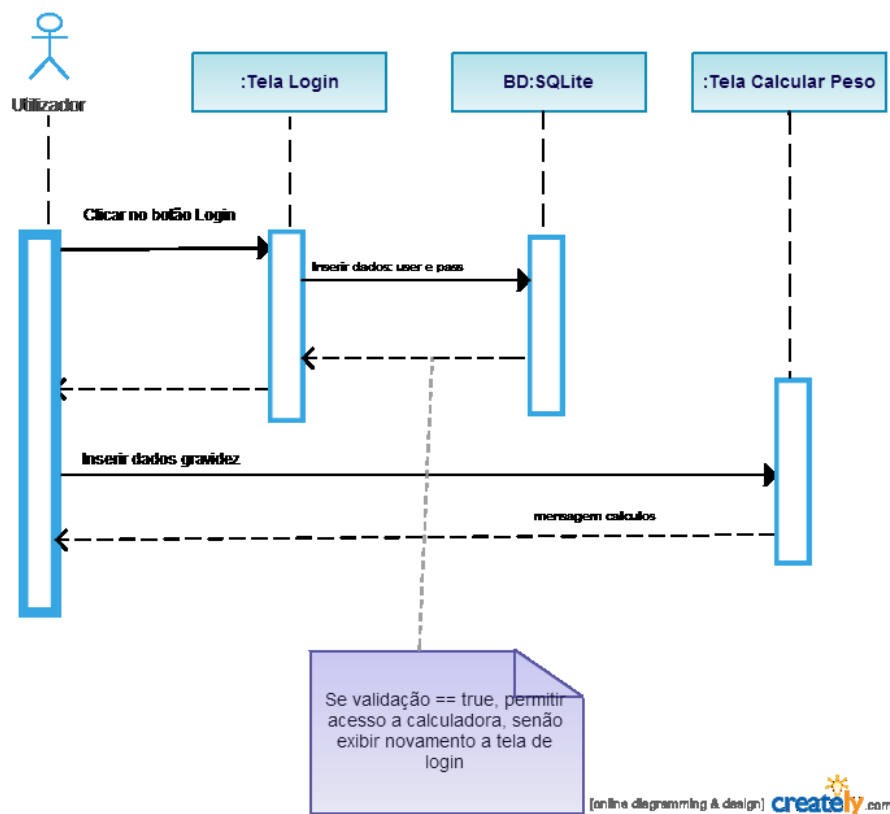 :Tela Login
BD:SQLite
:Tela Calcular Peso
Utilizador
Clicar no botão Login
Inserir dados: user e pass
Inserir dados gravidez
mensagem calculos
Se validação == true, permitir
acesso a calculadora, senão
exibir novamento a tela de
login
[online diagramming & design] creately.com